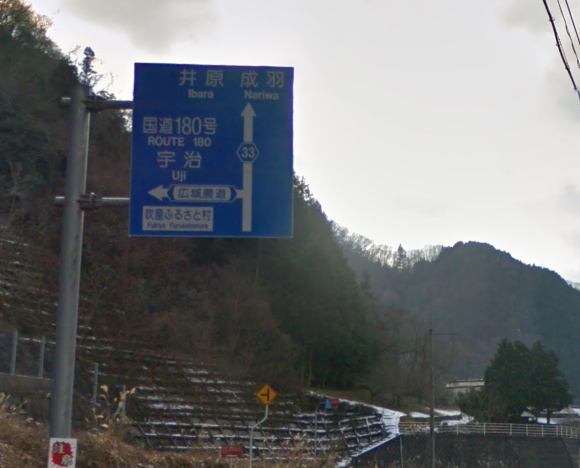 井原 成羽
Ibara Nariwa
国道180号
ROUTE 180
33
宇治
Uji
広域農道
吹屋ふるさと村
Fukiya Furusatomura